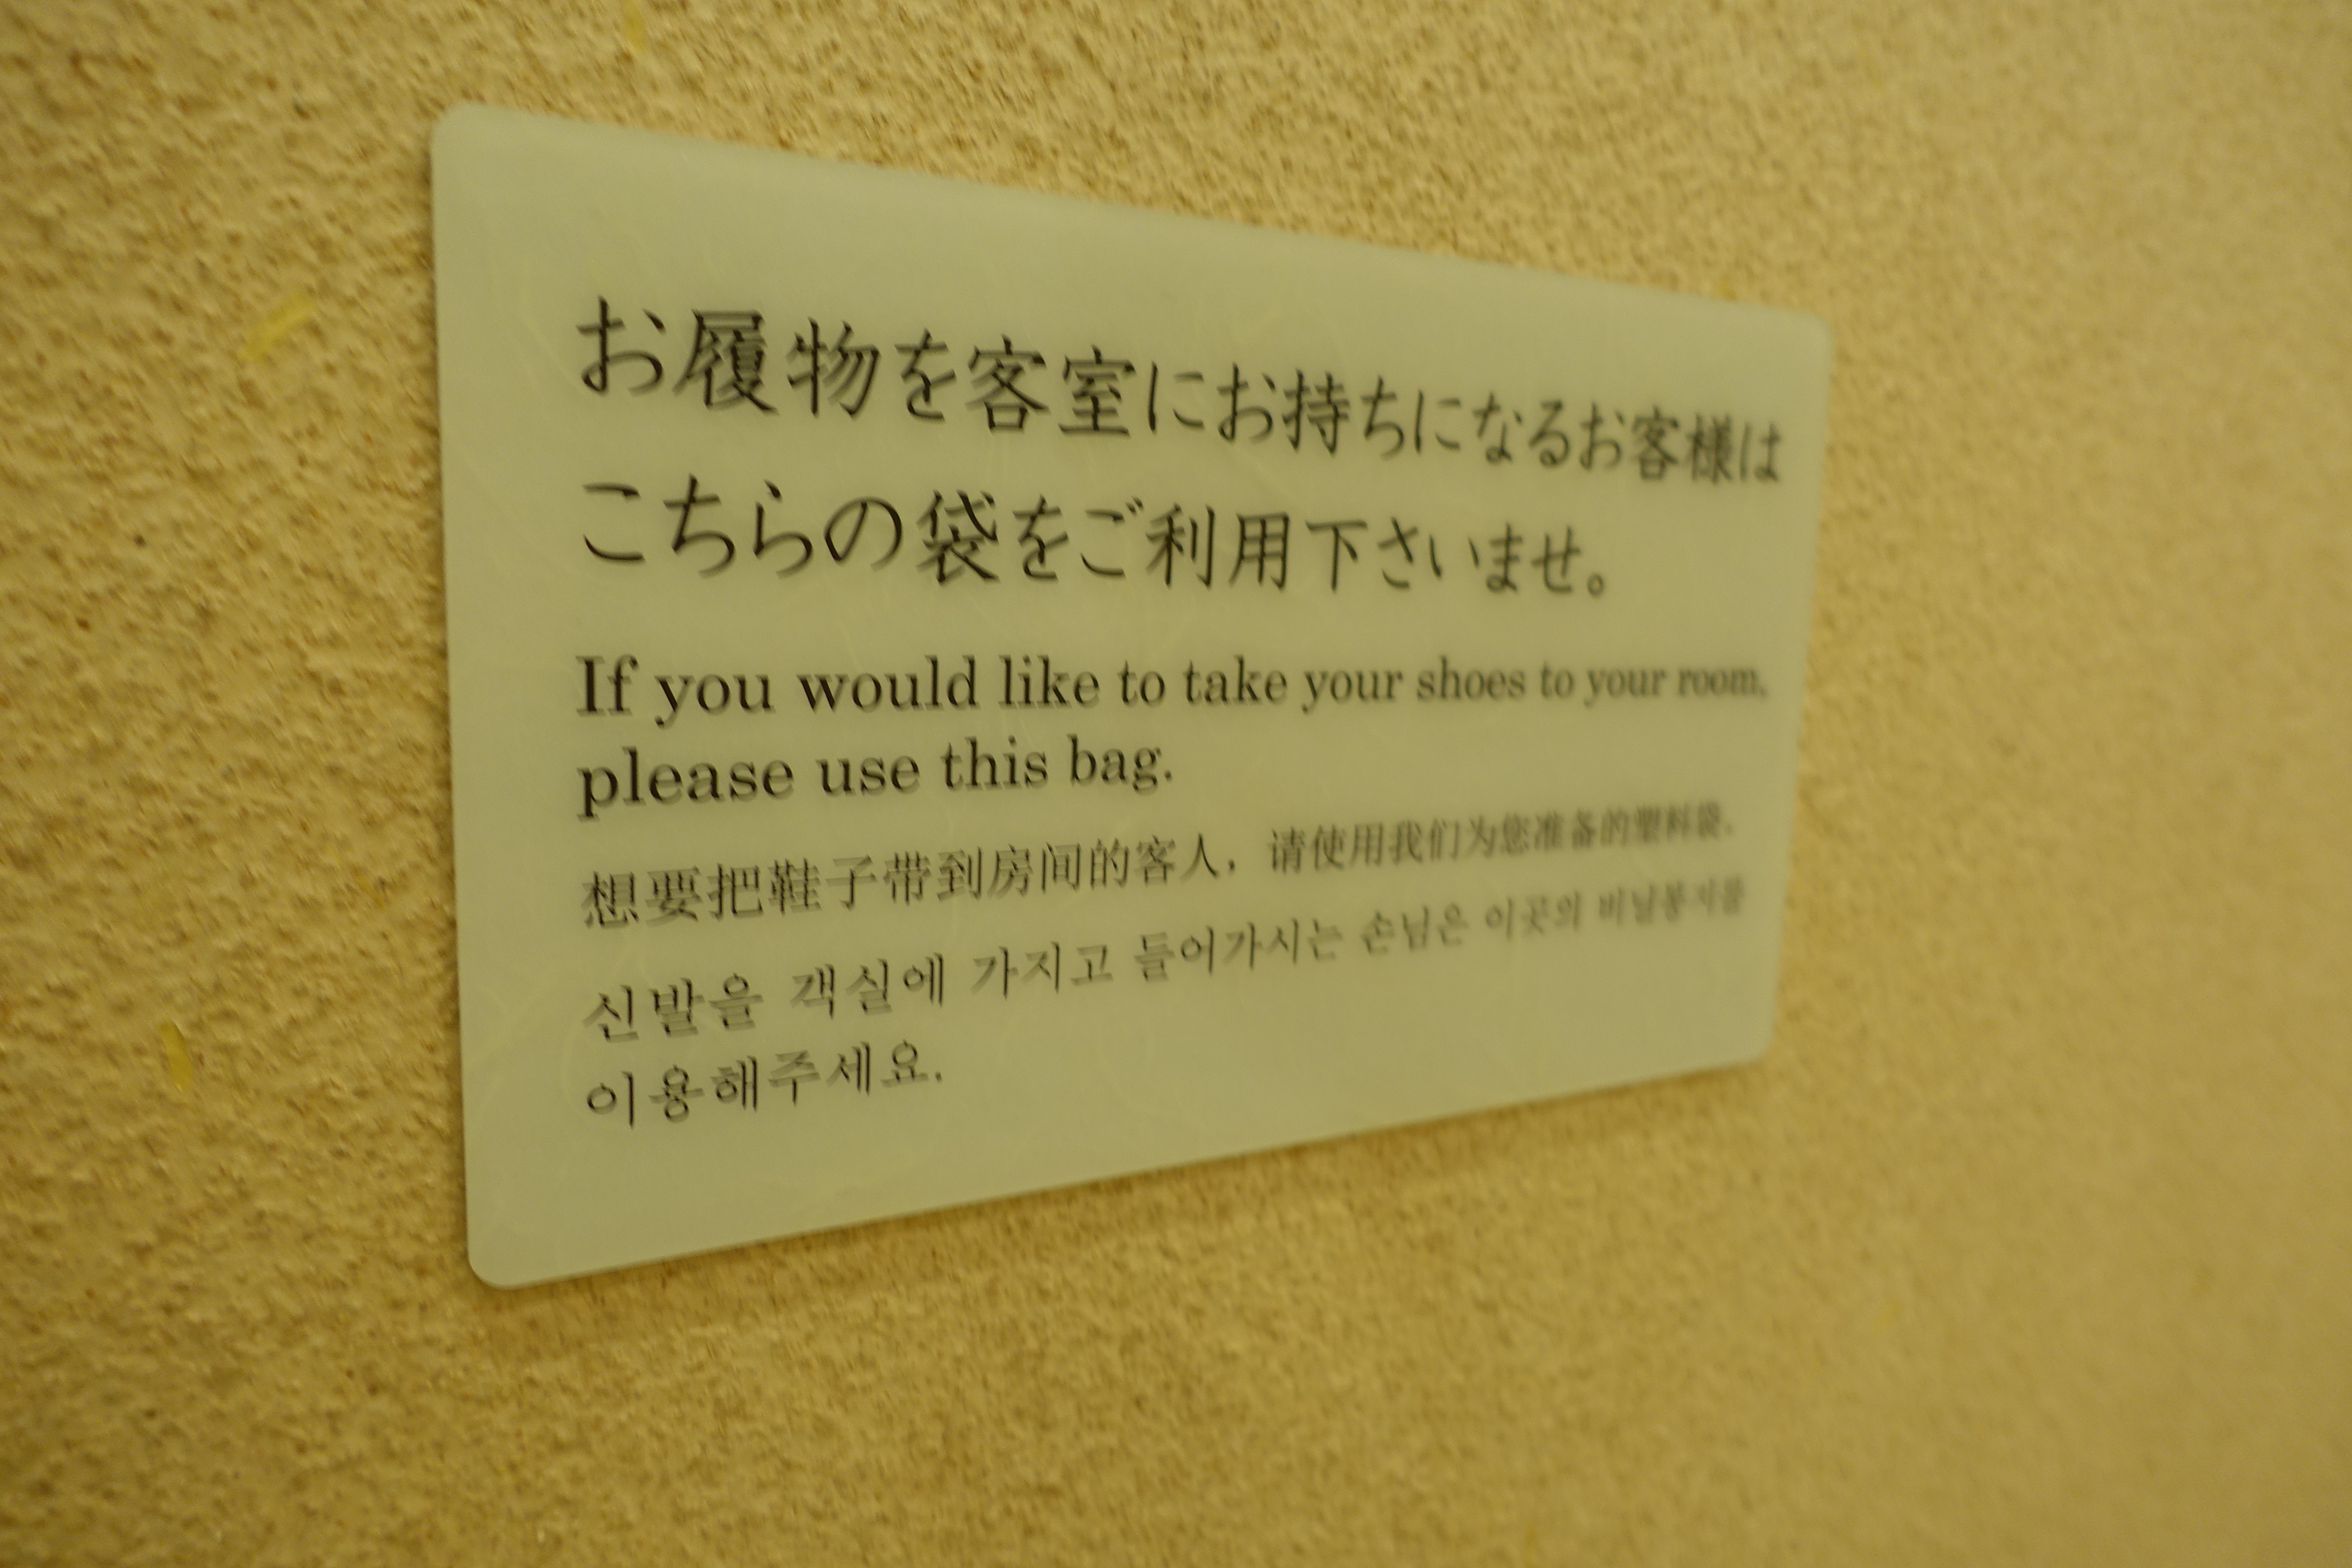 お履物を客室にお持ちになるお客様は
こちらの袋をご利用下さいませ。
If you would like to take your shoes to your room,
please use this bag.
想要把鞋子带到房间的客人，请使用我们为您准备的塑料袋.
신발을 객실에 가지고 들어가시는 손님은 이곳의 비닐봉지를
이용해주세요.